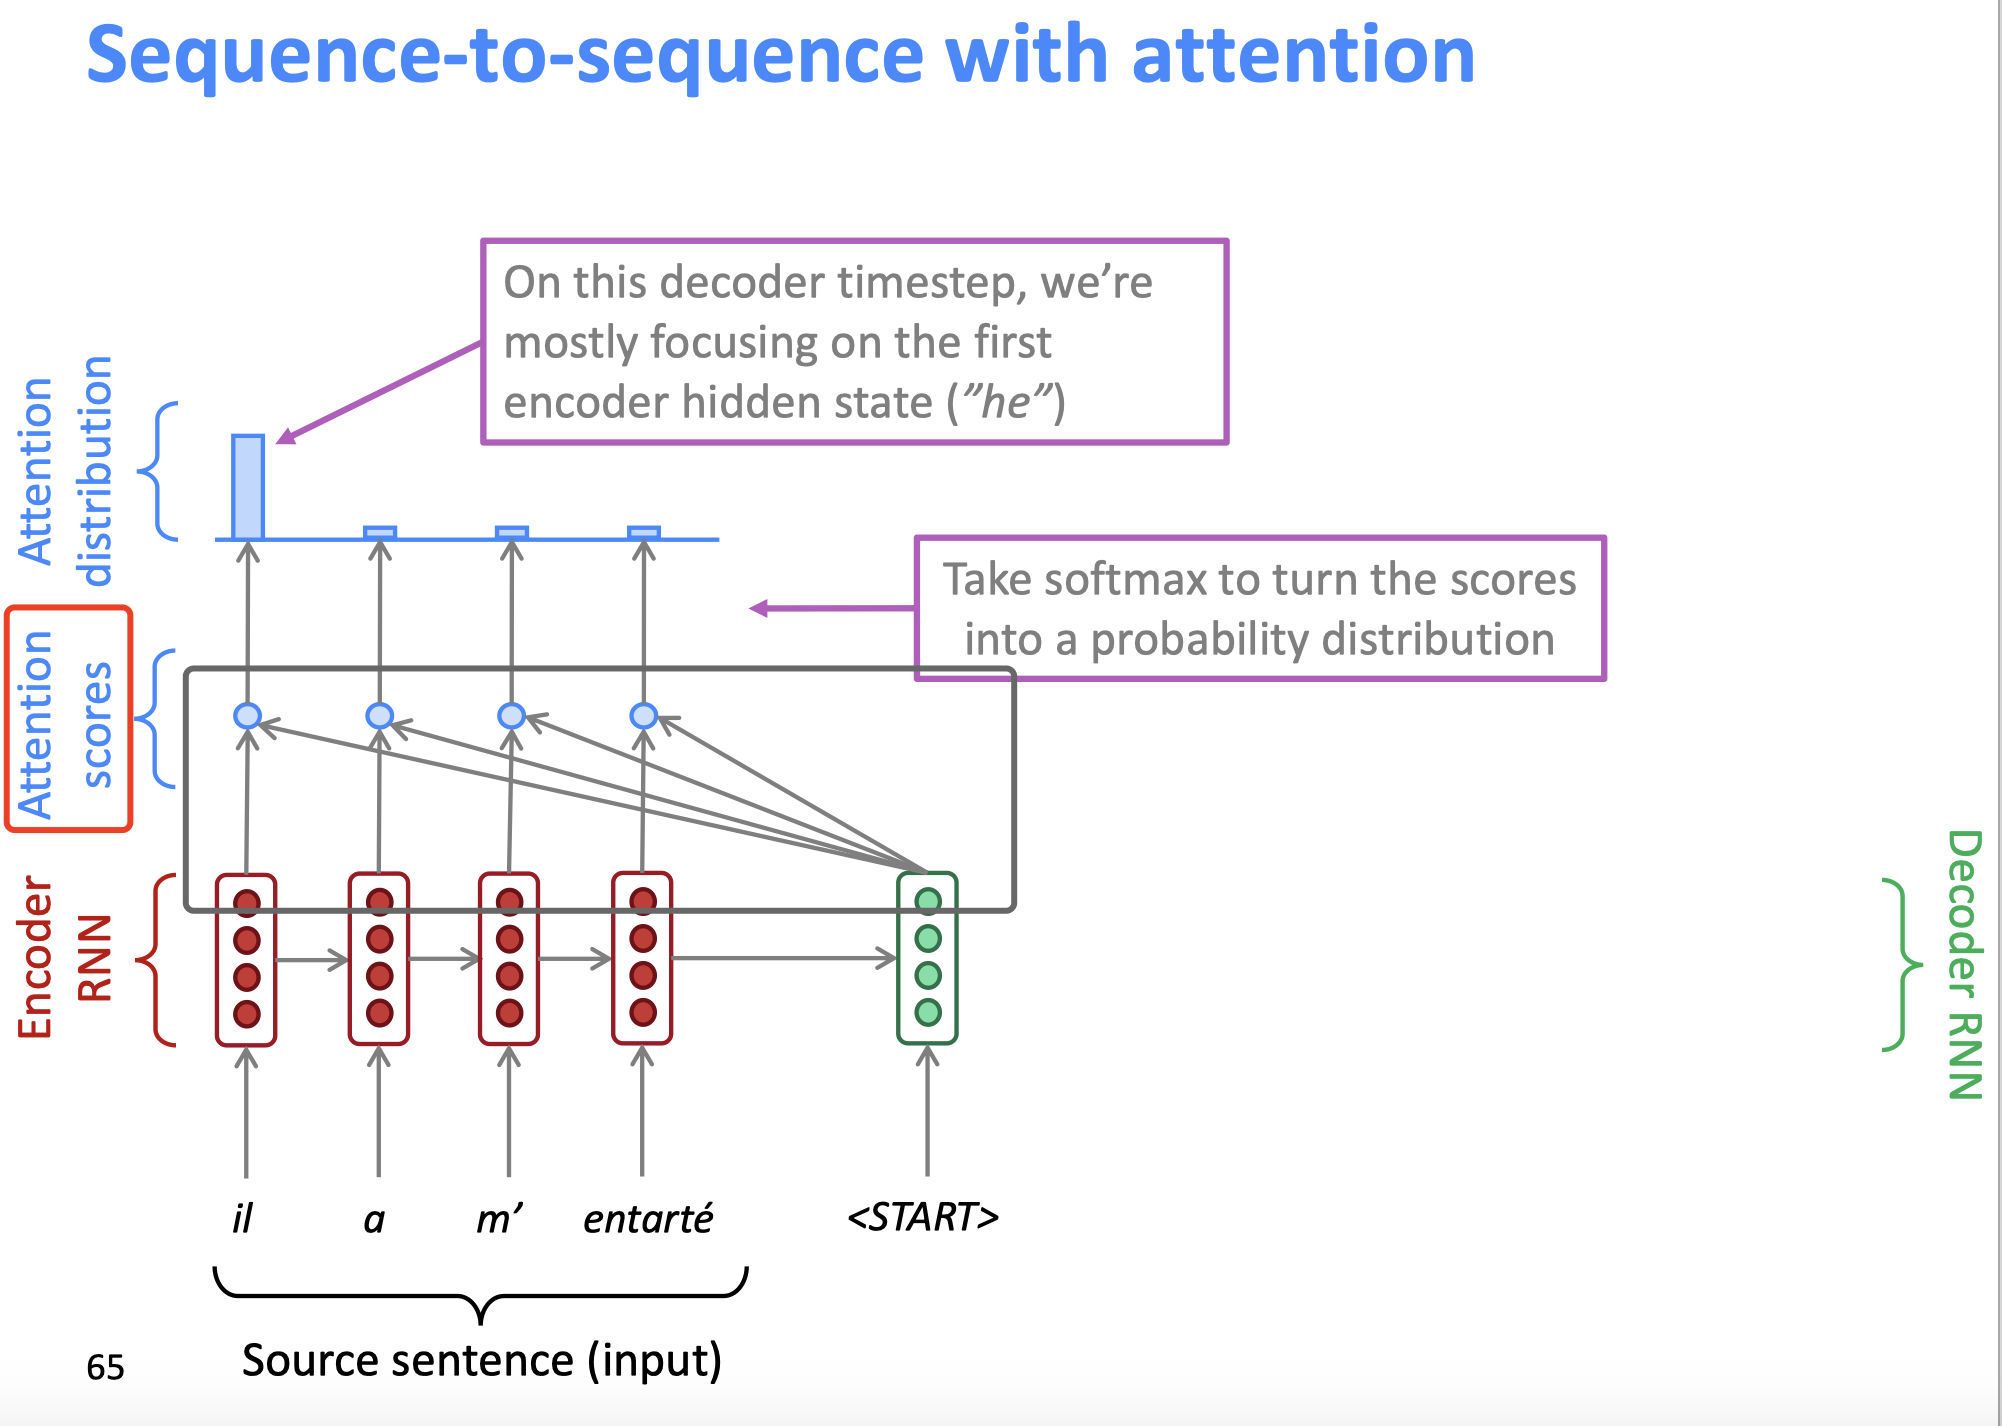 Sequence-to-sequence with attention
On this decoder timestep, we’re
mostly focusing on the first
encoder hidden state (”he”)
Attention
distribution
Take softmax to turn the scores
into a probability distribution
Attention
scores
Encoder
RNN
Decoder RNN
il a m’ entarté <START>
Source sentence (input)
65